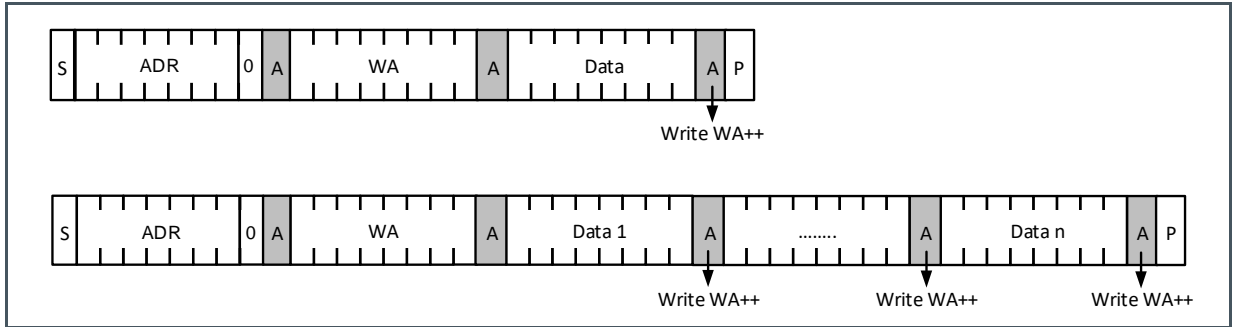 S ADR 0 A WA A Data A P
Write WA++
S ADR 0 A WA A Data 1 A ........ A Data n A P
Write WA++ Write WA++ Write WA++